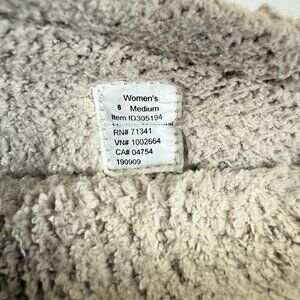 Women's
8 Medium
Item ID305194
RN# 71341
VN# 1002664
CA# 04754
190909